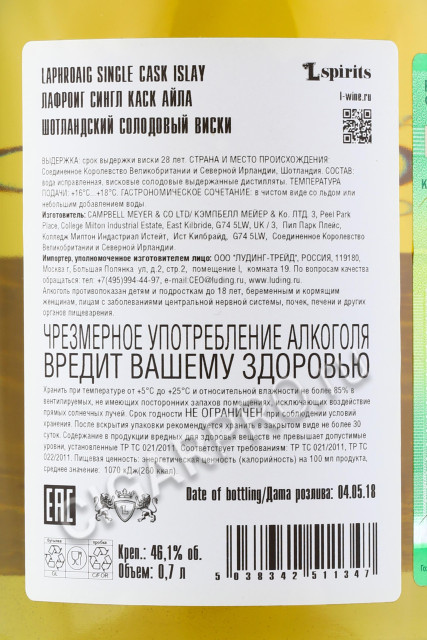 LAPHROAIG SINGLE CASK ISLAY
ЛАФРОИГ СИНГЛ КАСК АЙЛА
ШОТЛАНДСКИЙ СОЛОДОВЫЙ ВИСКИ
Lspirits
l-wine.ru
ВЫДЕРЖКА: срок выдержки виски 28 лет. СТРАНА И МЕСТО ПРОИСХОЖДЕНИЯ:
Соединенное Королевство Великобритании и Северной Ирландии, Шотландия. СОСТАВ:
вода исправленная, висковые солодовые выдержанные дистилляты. ТЕМПЕРАТУРА
ПОДАЧИ: +16°C...+18°C. ГАСТРОНОМИЧЕСКОЕ СОЧЕТАНИЕ: в чистом виде со льдом или
небольшим добавлением воды
Изготовитель: CAMPBELL MEYER & CO LTD/ КЭМПБЕЛЛ МЕЙЕР & Ко. ЛТД, 3, Peel Park
Place, College Milton Industrial Estate, East Kilbride, G74 5LW, UK / 3, Пил Парк Плейс,
Колледж Милтон Индастриал Истейт, Ист Килбрайд, G74 5LW, Соединенное Королевство
Великобритании и Северной Ирландии.
Импортер, уполномоченное изготовителем лицо: ООО "ЛУДИНГ-ТРЕЙД", РОССИЯ, 119180,
Москва г, Большая Полянка ул, д.2, стр.2, помещение I, комната 19. По вопросам качества
обращаться: тел. +7(495)994-44-97, e-mail:CEO@luding.ru, www.luding.ru.
Алкоголь противопоказан детям и подросткам до 18 лет, беременным и кормящим
женщинам, лицам с заболеваниями центральной нервной системы, почек, печени и других
органов пищеварения.
ЧРЕЗМЕРНОЕ УПОТРЕБЛЕНИЕ АЛКОГОЛЯ
ВРЕДИТ ВАШЕМУ ЗДОРОВЬЮ
Хранить при температуре от +5°C до +25°C и относительной влажности не более 85% в
вентилируемых, не имеющих посторонних запахов помещениях, исключающих воздействие
прямых солнечных лучей. Срок годности НЕ ОГРАНИЧЕН при соблюдении условий
хранения. После вскрытия упаковки рекомендуется хранить в закрытом виде не более 30
суток. Содержание в продукции вредных для здоровья веществ не превышает допустимые
уровни, установленные ТР ТС 021/2011. Соответствует требованиям: ТР ТС 021/2011, ТР ТС
022/2011. Пищевая ценность: энергетическая ценность (калорийность) на 100 мл продукта,
среднее значение: 1070 кДж(260 ккал).
EAC
Date of bottling/Дата розлива: 04.05.18
бутылка
пробка
GL
C/FOR
Креп.: 46,1% об.
Объем: 0,7 л
5 038342 511347
CIGARPRO.RU